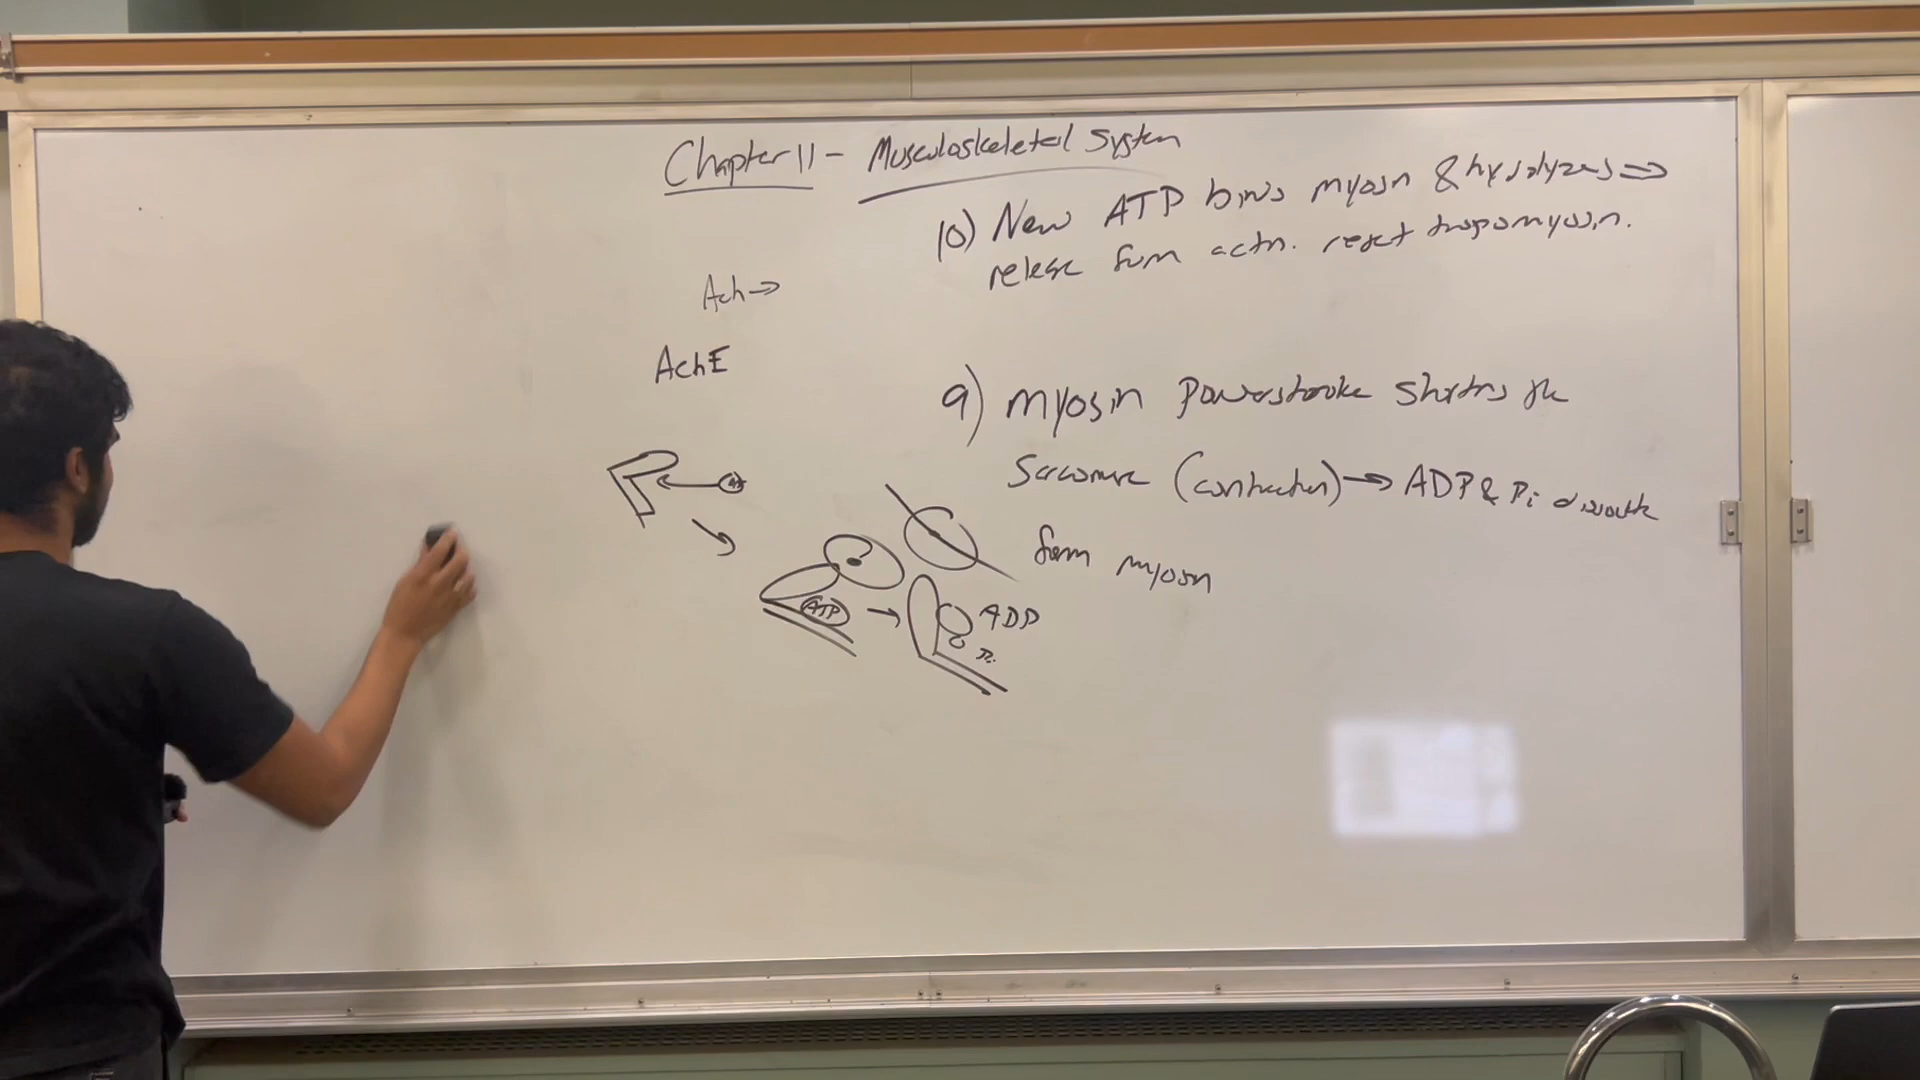 Chapter 11 - Musculoskeletal System
10) New ATP binds myosin & hydrolyzes ⇒
release from actin. reset tropomyosin.
Ach →
AchE
9) myosin Powerstroke shortens the
Sarcomere (contraction) → ADP & Pi dissociate
from myosin
ATP → ADP
Pi